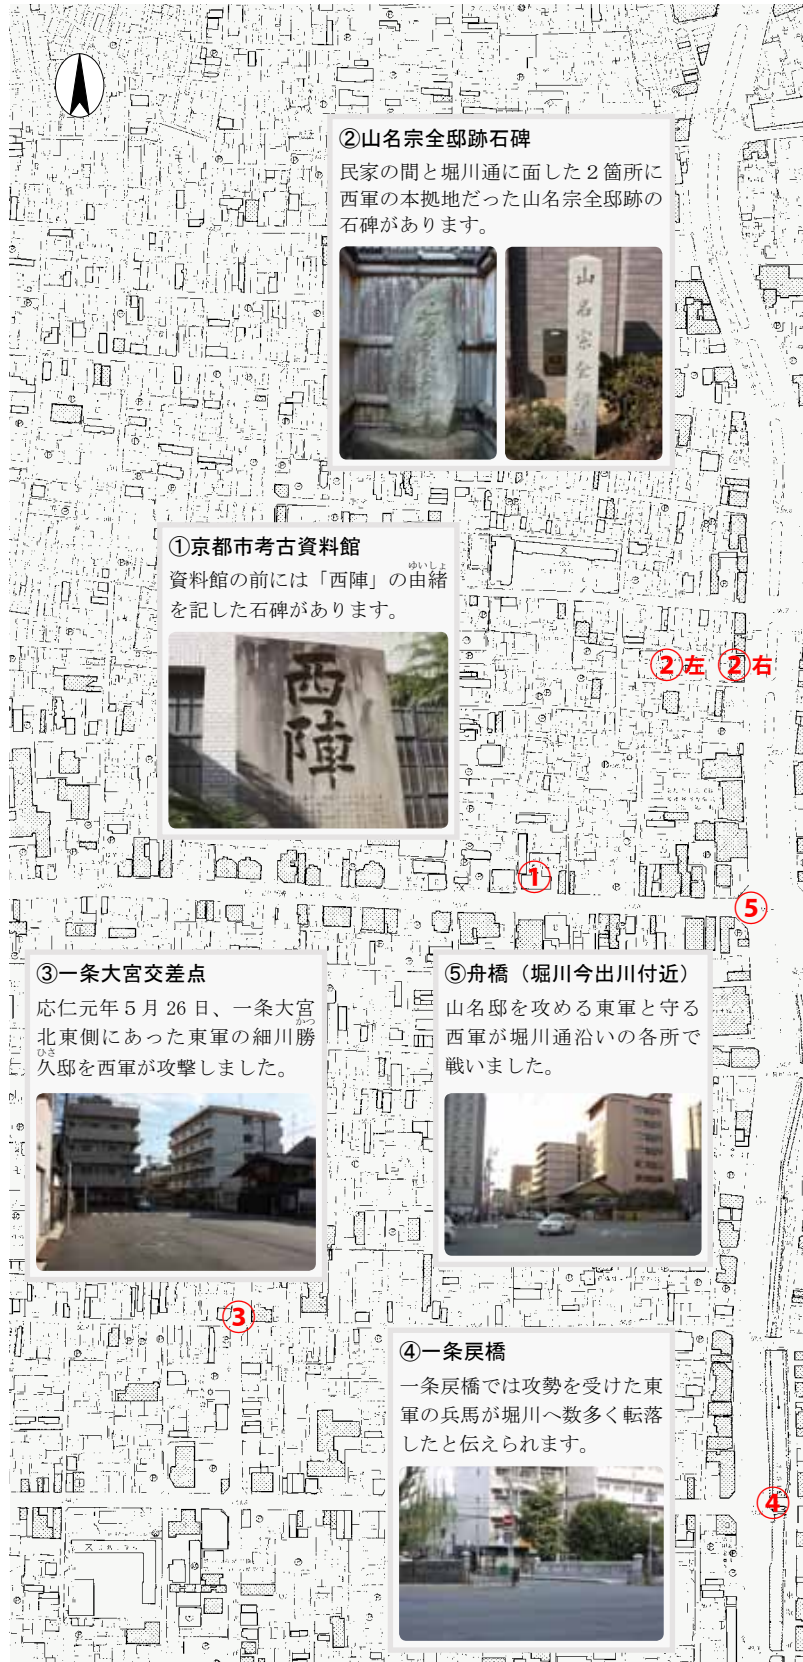 ②山名宗全邸跡石碑
民家の間と堀川通に面した2箇所に
西軍の本拠地だった山名宗全邸跡の
石碑があります。
山名宗全
①京都市考古資料館
ゆいしょ
資料館の前には「西陣」の由緒
を記した石碑があります。
西陣
②左 ②右
①
⑤
③一条大宮交差点
応仁元年5月26日、一条大宮
かつ
北東側にあった東軍の細川勝
ひさ
久邸を西軍が攻撃しました。
⑤舟橋（堀川今出川付近）
山名邸を攻める東軍と守る
西軍が堀川通沿いの各所で
戦いました。
③
④一条戻橋
一条戻橋では攻勢を受けた東
軍の兵馬が堀川へ数多く転落
したと伝えられます。
④